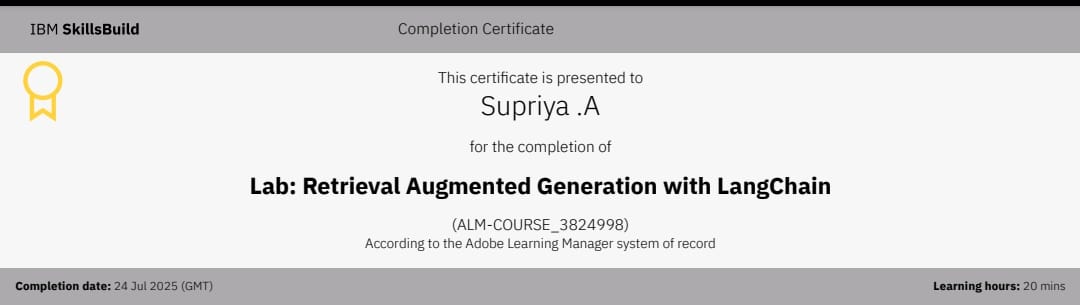 IBM SkillsBuild
Completion Certificate
This certificate is presented to
Supriya .A
for the completion of
Lab: Retrieval Augmented Generation with LangChain
(ALM-COURSE_3824998)
According to the Adobe Learning Manager system of record
Completion date: 24 Jul 2025 (GMT)
Learning hours: 20 mins